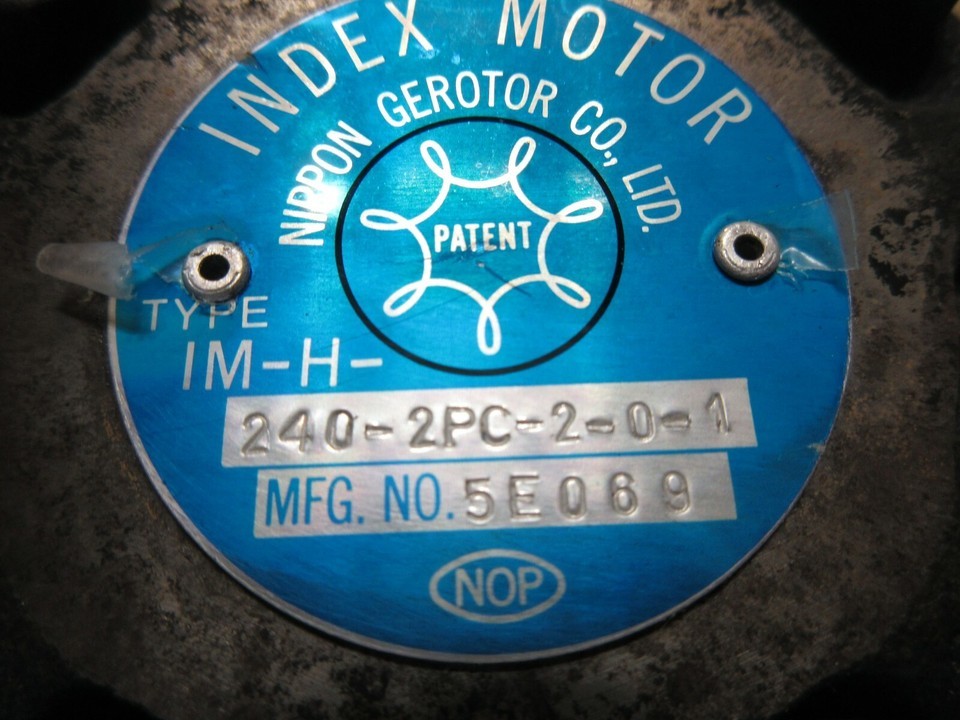 INDEX MOTOR
NIPPON GEROTOR CO., LTD.
PATENT
TYPE
IM-H-
240-2PC-2-0-1
MFG. NO. 5E069
NOP